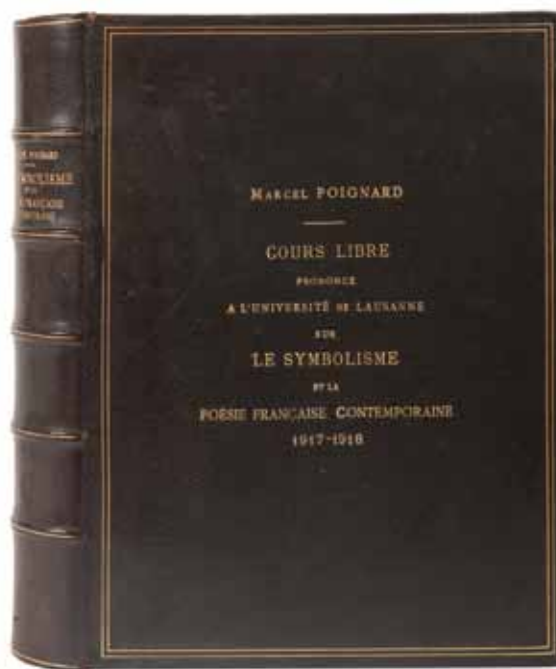 MARCEL POIGNARD
COURS LIBRE
PRONONCÉ
A L'UNIVERSITÉ DE LAUSANNE
SUR
LE SYMBOLISME
ET LA
POÉSIE FRANÇAISE CONTEMPORAINE
1917-1918